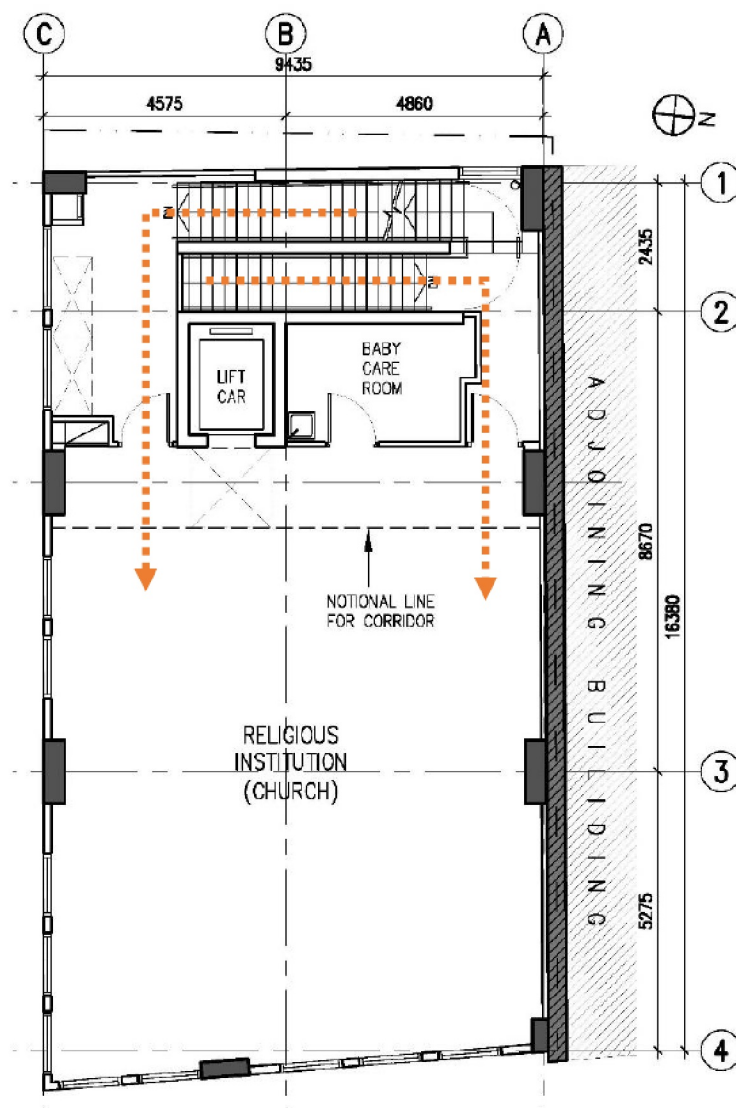 C
B
A
9435
4575
4860
N
1
2435
2
BABY
CARE
ROOM
LIFT
CAR
ADJOINING BUILIDING
8670
16380
NOTIONAL LINE
FOR CORRIDOR
RELIGIOUS
INSTITUTION
(CHURCH)
3
5275
4